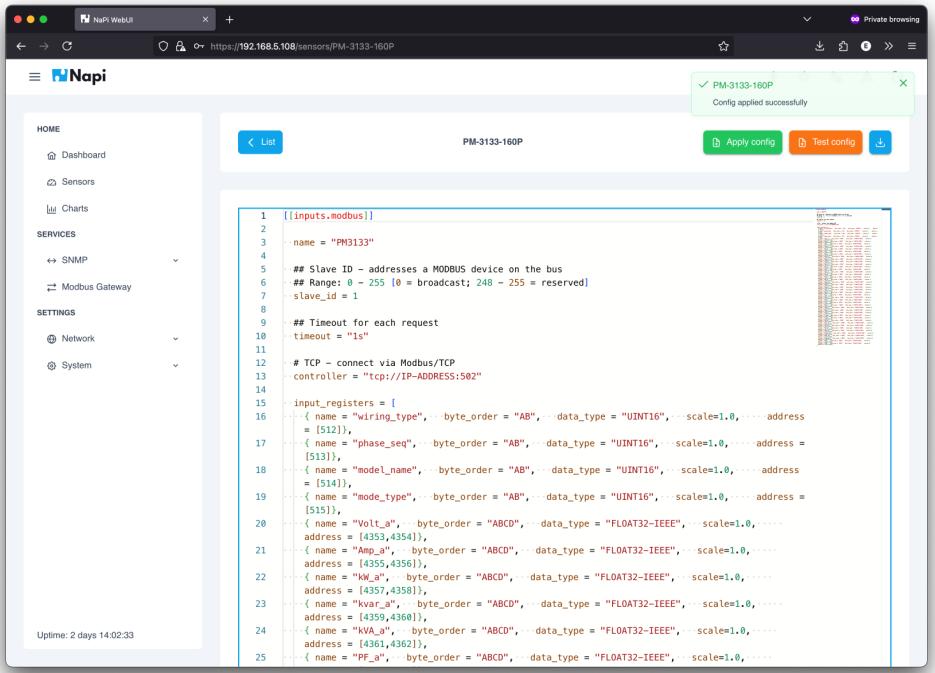 NaPi WebUI
Private browsing
https://192.168.5.108/sensors/PM-3133-160P
E
Napi
PM-3133-160P
Config applied successfully
HOME
Dashboard
Sensors
Charts
SERVICES
SNMP
Modbus Gateway
SETTINGS
Network
System
Uptime: 2 days 14:02:33
List
PM-3133-160P
Apply config
Test config
1 [[inputs.modbus]]
2
3 name = "PM3133"
4
5 ## Slave ID – addresses a MODBUS device on the bus
6 ## Range: 0 – 255 [0 = broadcast; 248 – 255 = reserved]
7 slave_id = 1
8
9 ## Timeout for each request
10 timeout = "1s"
11
12 # TCP – connect via Modbus/TCP
13 controller = "tcp://IP-ADDRESS:502"
14
15 input_registers = [
16 { name = "wiring_type", byte_order = "AB", data_type = "UINT16", scale=1.0, address
= [512]},
17 { name = "phase_seq", byte_order = "AB", data_type = "UINT16", scale=1.0, address =
[513]},
18 { name = "model_name", byte_order = "AB", data_type = "UINT16", scale=1.0, address
= [514]},
19 { name = "mode_type", byte_order = "AB", data_type = "UINT16", scale=1.0, address =
[515]},
20 { name = "Volt_a", byte_order = "ABCD", data_type = "FLOAT32-IEEE", scale=1.0,
address = [4353,4354]},
21 { name = "Amp_a", byte_order = "ABCD", data_type = "FLOAT32-IEEE", scale=1.0,
address = [4355,4356]},
22 { name = "kW_a", byte_order = "ABCD", data_type = "FLOAT32-IEEE", scale=1.0,
address = [4357,4358]},
23 { name = "kvar_a", byte_order = "ABCD", data_type = "FLOAT32-IEEE", scale=1.0,
address = [4359,4360]},
24 { name = "kVA_a", byte_order = "ABCD", data_type = "FLOAT32-IEEE", scale=1.0,
address = [4361,4362]},
25 { name = "PF_a", byte_order = "ABCD", data_type = "FLOAT32-IEEE", scale=1.0,